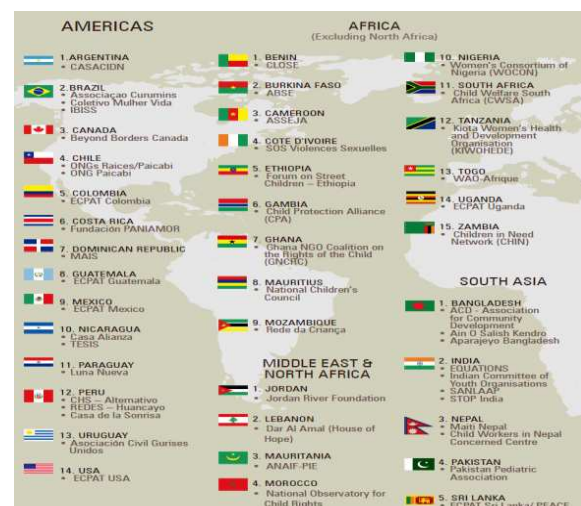 AMERICAS
1.ARGENTINA
• CASACIDN
2.BRAZIL
• Associaçao Curumins
• Coletivo Mulher Vida
• IBISS
3. CANADA
• Beyond Borders Canada
4. CHILE
• ONGs Raices/Paicabi
• ONG Paicabi
5. COLOMBIA
• ECPAT Colombia
6. COSTA RICA
• Fundación PANIAMOR
7. DOMINICAN REPUBLIC
• MAIS
8. GUATEMALA
• ECPAT Guatemala
9. MEXICO
• ECPAT Mexico
10. NICARAGUA
• Casa Alianza
• TESIS
11. PARAGUAY
• Luna Nueva
12. PERU
• CHS – Alternativo
• REDES – Huancayo
• Casa de la Sonrisa
13. URUGUAY
• Asociación Civil Gurises
Unidos
14. USA
• ECPAT USA
AFRICA
(Excluding North Africa)
1. BENIN
• CLOSE
2. BURKINA FASO
• ABSE
3. CAMEROON
• ASSEJA
4. COTE D'IVOIRE
• SOS Violences Sexuelles
5. ETHIOPIA
• Forum on Street
Children – Ethiopia
6. GAMBIA
• Child Protection Alliance
(CPA)
7. GHANA
• Ghana NGO Coalition on
the Rights of the Child
(GNCRC)
8. MAURITIUS
• National Children's
Council
9. MOZAMBIQUE
• Rede da Criança
10. NIGERIA
• Women's Consortium of
Nigeria (WOCON)
11. SOUTH AFRICA
• Child Welfare South
Africa (CWSA)
12. TANZANIA
• Kiota Women's Health
and Development
Organisation
(KIWOHEDE)
13. TOGO
• WAO-Afrique
14. UGANDA
• ECPAT Uganda
15. ZAMBIA
• Children in Need
Network (CHIN)
MIDDLE EAST &
NORTH AFRICA
1. JORDAN
• Jordan River Foundation
2. LEBANON
• Dar Al Amal (House of
Hope)
3. MAURITANIA
• ANAIF-PIE
4. MOROCCO
• National Observatory for
Child Rights
SOUTH ASIA
1. BANGLADESH
• ACD - Association
for Community
Development
• Ain O Salish Kendro
• Aparajeyo Bangladesh
2. INDIA
• EQUATIONS
• Indian Committee of
Youth Organisations
• SANLAAP
• STOP India
3. NEPAL
• Maiti Nepal
• Child Workers in Nepal
Concerned Centre
4. PAKISTAN
• Pakistan Pediatric
Association
5. SRI LANKA
• ECPAT Sri Lanka/ PEACE